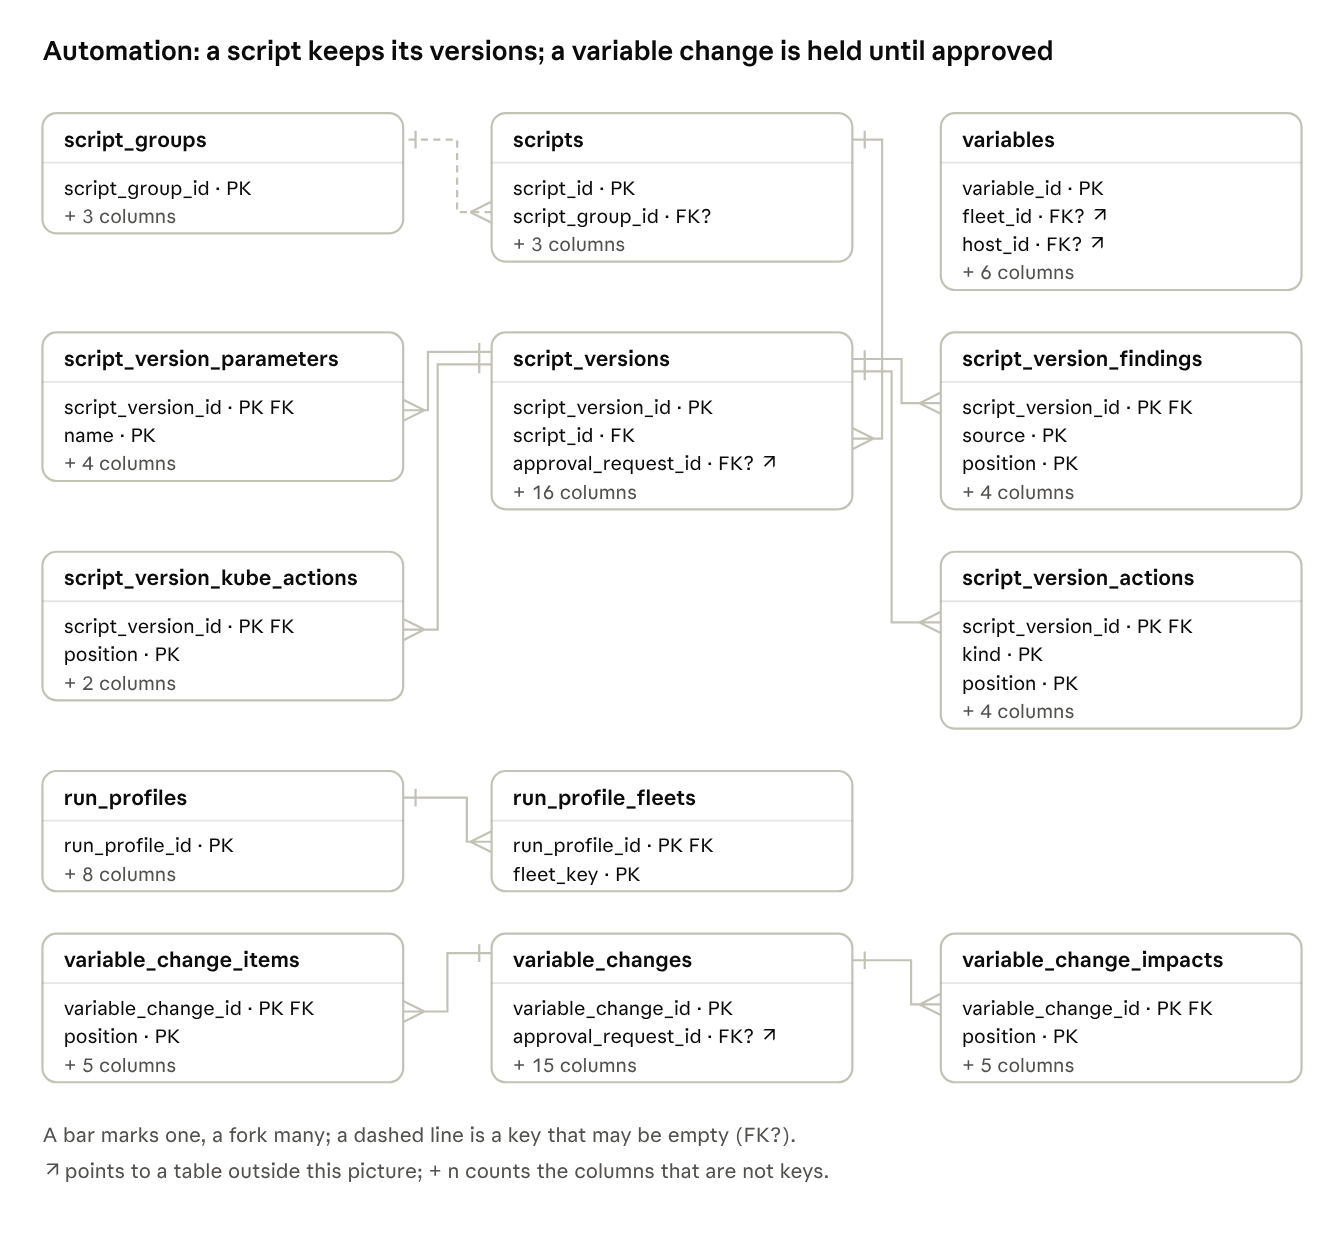 Automation: a script keeps its versions; a variable change is held until approved
script_groups
script_group_id · PK
+ 3 columns
scripts
script_id · PK
script_group_id · FK?
+ 3 columns
variables
variable_id · PK
fleet_id · FK? ↗
host_id · FK? ↗
+ 6 columns
script_version_parameters
script_version_id · PK FK
name · PK
+ 4 columns
script_versions
script_version_id · PK
script_id · FK
approval_request_id · FK? ↗
+ 16 columns
script_version_findings
script_version_id · PK FK
source · PK
position · PK
+ 4 columns
script_version_kube_actions
script_version_id · PK FK
position · PK
+ 2 columns
script_version_actions
script_version_id · PK FK
kind · PK
position · PK
+ 4 columns
run_profiles
run_profile_id · PK
+ 8 columns
run_profile_fleets
run_profile_id · PK FK
fleet_key · PK
variable_change_items
variable_change_id · PK FK
position · PK
+ 5 columns
variable_changes
variable_change_id · PK
approval_request_id · FK? ↗
+ 15 columns
variable_change_impacts
variable_change_id · PK FK
position · PK
+ 5 columns
A bar marks one, a fork many; a dashed line is a key that may be empty (FK?).
↗ points to a table outside this picture; + n counts the columns that are not keys.